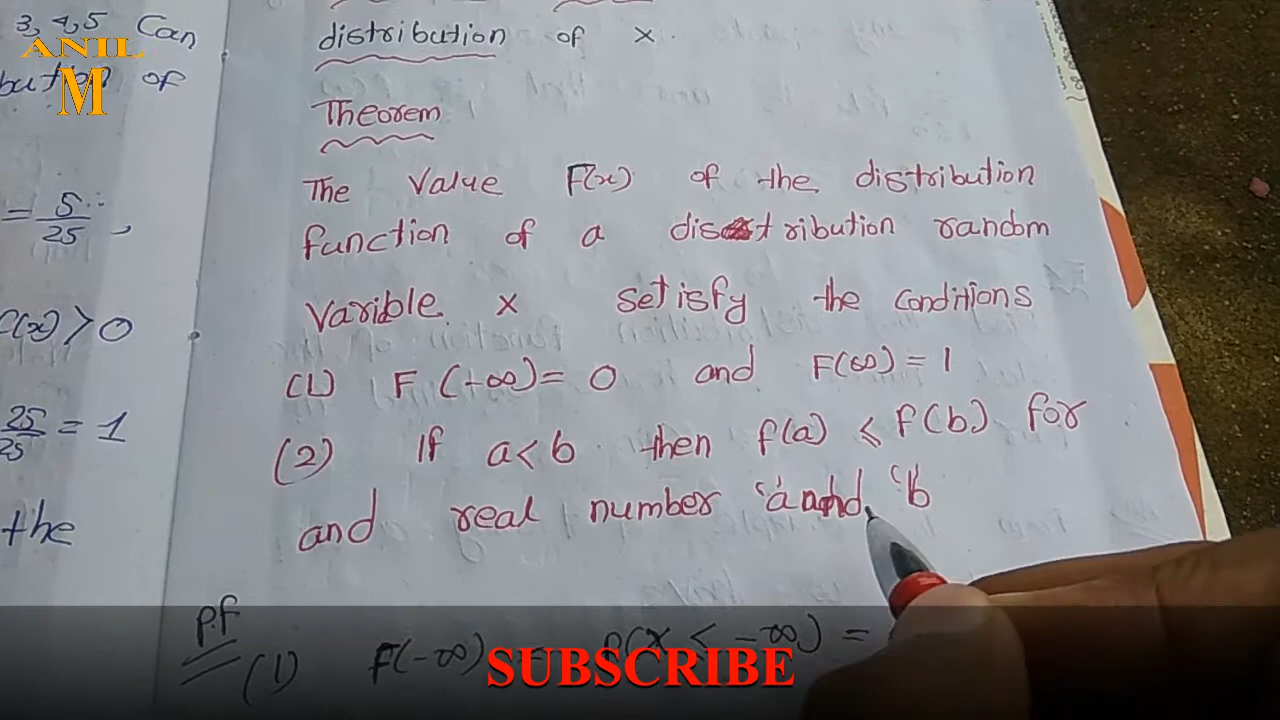 3, 4, 5 Can
ANIL
M
bution of
= 5/25,
f(x) > 0
25/25 = 1
the
distribution of x.
Theorem
The Value F(x) of the distribution
function of a distribution random
Varible x setisfy the conditions
(1) F(-∞) = 0 and F(∞) = 1
(2) If a < b then f(a) ≤ f(b) for
and real number 'a and 'b
Pf
(1) F(-∞) = P(x ≤ -∞) =
SUBSCRIBE